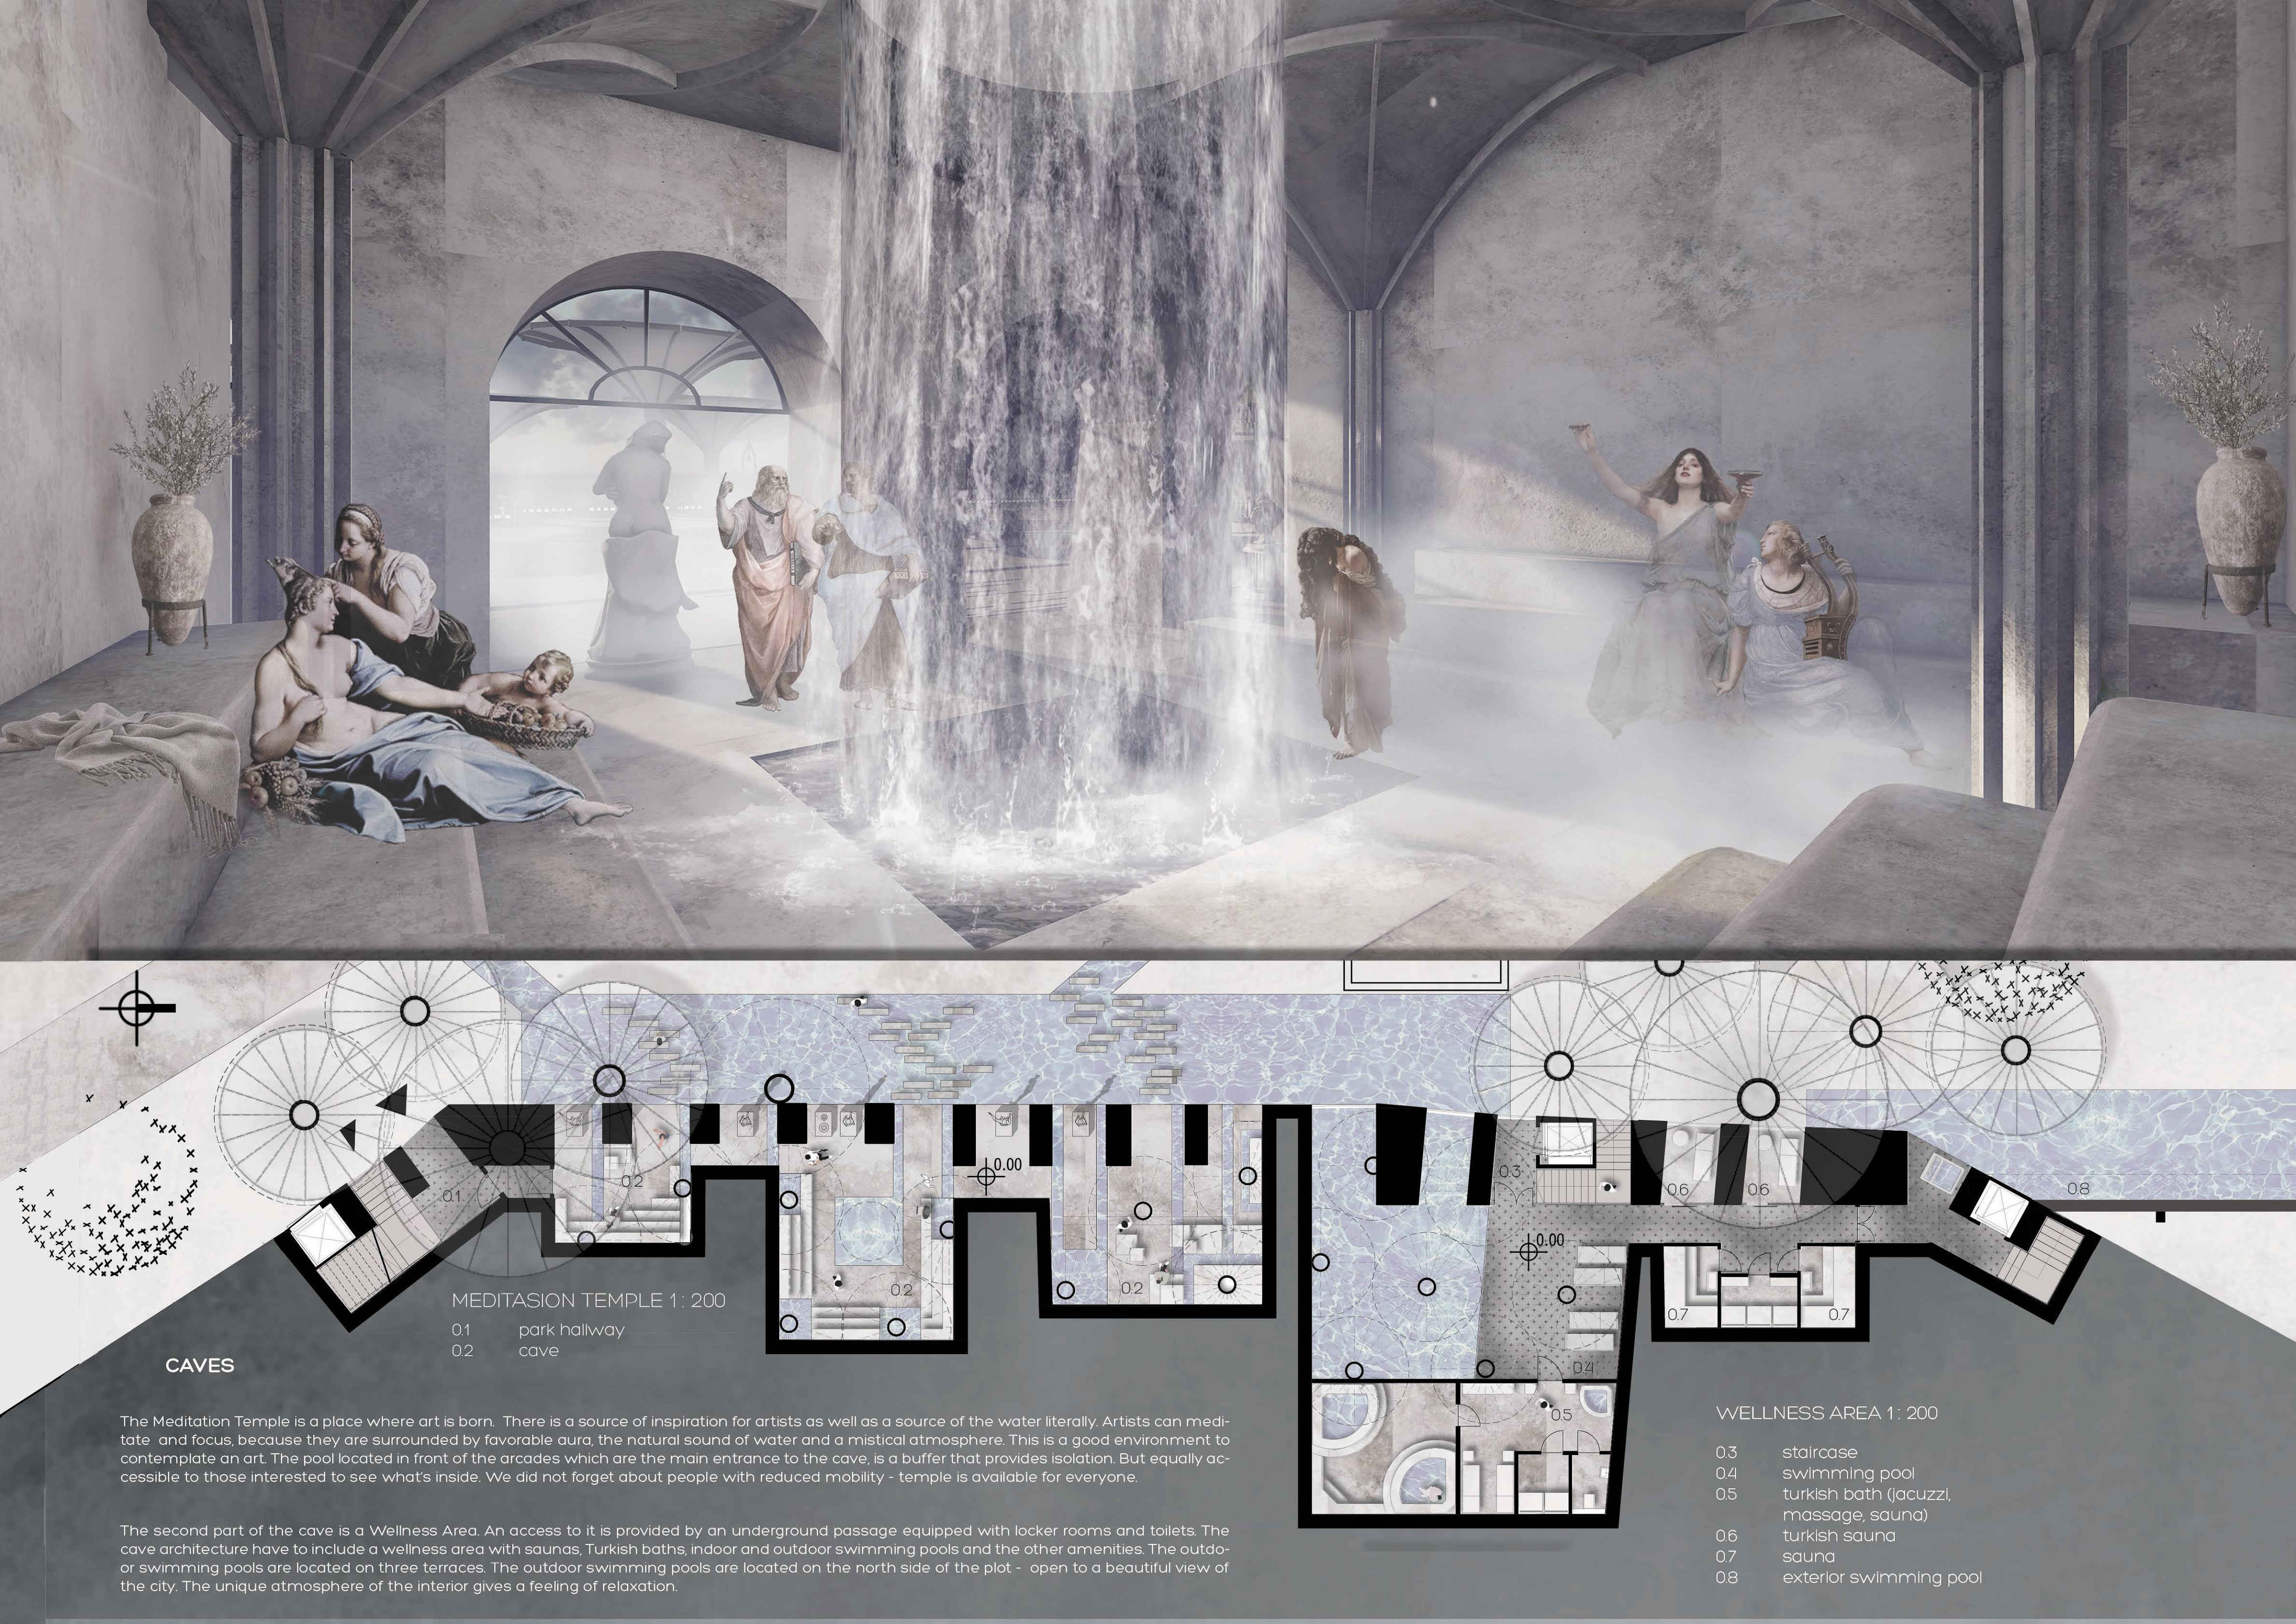 0.1
0.2
0.2
0.00
0.2
0.3
0.00
0.4
0.5
0.6
0.6
0.7
0.7
0.8
MEDITASION TEMPLE 1 : 200
0.1 park hallway
0.2 cave
CAVES
The Meditation Temple is a place where art is born. There is a source of inspiration for artists as well as a source of the water literally. Artists can medi-
tate and focus, because they are surrounded by favorable aura, the natural sound of water and a mistical atmosphere. This is a good environment to
contemplate an art. The pool located in front of the arcades which are the main entrance to the cave, is a buffer that provides isolation. But equally ac-
cessible to those interested to see what's inside. We did not forget about people with reduced mobility - temple is available for everyone.
The second part of the cave is a Wellness Area. An access to it is provided by an underground passage equipped with locker rooms and toilets. The
cave architecture have to include a wellness area with saunas, Turkish baths, indoor and outdoor swimming pools and the other amenities. The outdo-
or swimming pools are located on three terraces. The outdoor swimming pools are located on the north side of the plot - open to a beautiful view of
the city. The unique atmosphere of the interior gives a feeling of relaxation.
WELLNESS AREA 1 : 200
0.3 staircase
0.4 swimming pool
0.5 turkish bath (jacuzzi,
massage, sauna)
0.6 turkish sauna
0.7 sauna
0.8 exterior swimming pool